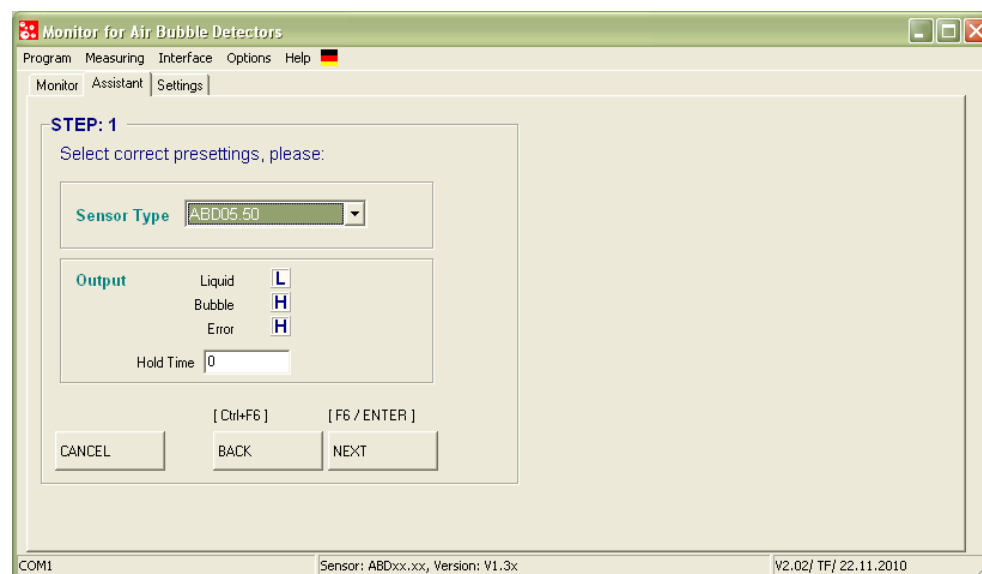 Monitor for Air Bubble Detectors
Program Measuring Interface Options Help
Monitor Assistant Settings
STEP: 1
Select correct presettings, please:
Sensor Type ABD05.50
Output Liquid L
Bubble H
Error H
Hold Time 0
[ Ctrl+F6 ] [ F6 / ENTER ]
CANCEL BACK NEXT
COM1 Sensor: ABDxx.xx, Version: V1.3x V2.02/ TF/ 22.11.2010